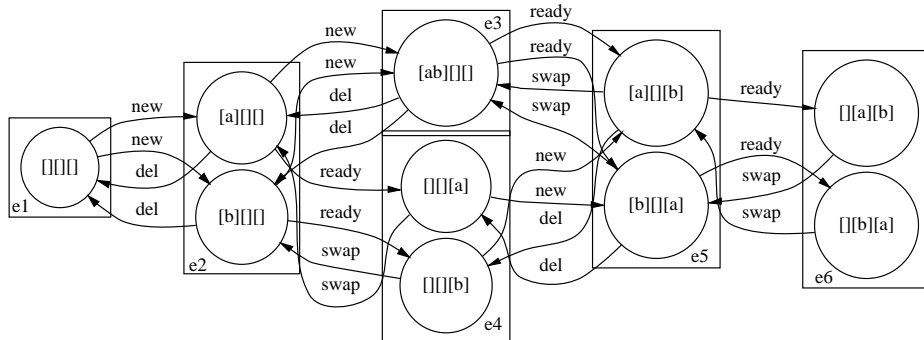 ready
e3
new
ready
new
[ab][][]
swap
[a][][b]
ready
[][a][b]
del
swap
new
[a][][]
del
new
[][][]
del
ready
[][][a]
new
new
del
[b][][a]
ready
swap
swap
e1
del
[b][][]
ready
swap
e2
swap
[][][b]
del
e5
[][b][a]
e6
e4